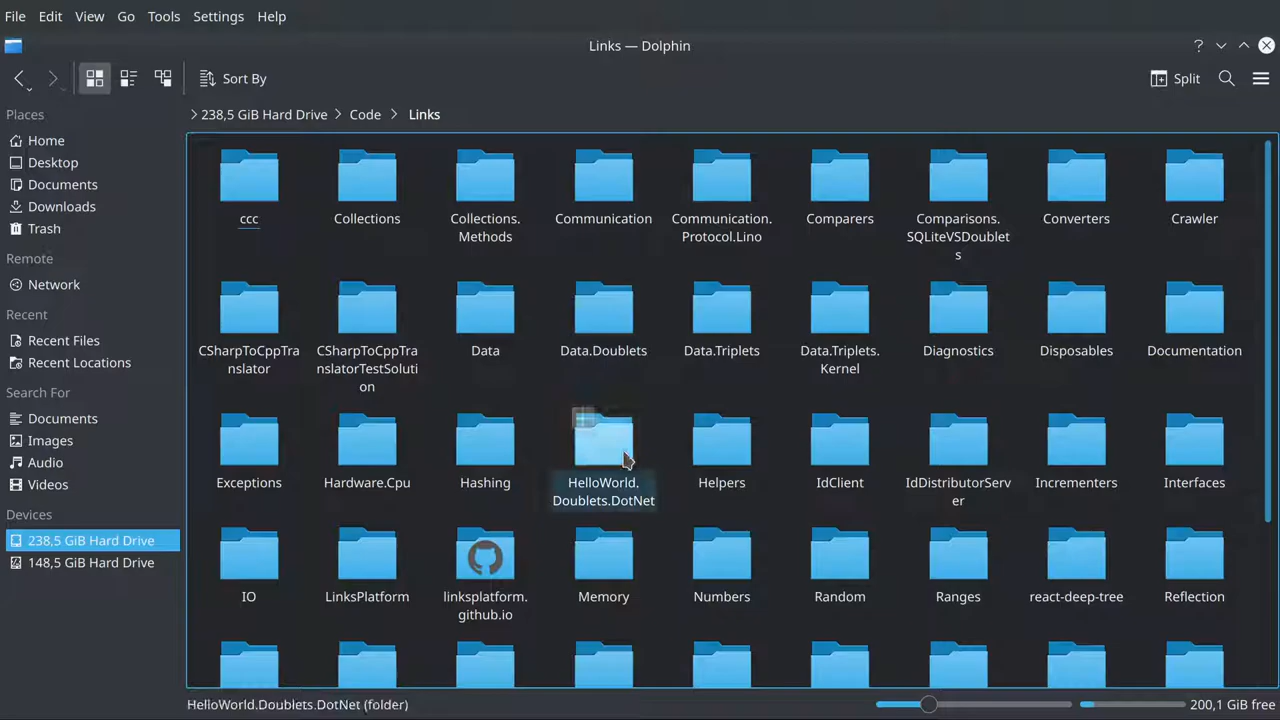 File Edit View Go Tools Settings Help
Links — Dolphin
?
Sort By
Split
Places
238,5 GiB Hard Drive > Code > Links
Home
Desktop
Documents
Downloads
Trash
Remote
Network
Recent
Recent Files
Recent Locations
Search For
Documents
Images
Audio
Videos
Devices
238,5 GiB Hard Drive
148,5 GiB Hard Drive
ccc
Collections
Collections.
Methods
Communication
Communication.
Protocol.Lino
Comparers
Comparisons.
SQLiteVSDoublet
s
Converters
Crawler
CSharpToCppTra
nslator
CSharpToCppTra
nslatorTestSoluti
on
Data
Data.Doublets
Data.Triplets
Data.Triplets.
Kernel
Diagnostics
Disposables
Documentation
Exceptions
Hardware.Cpu
Hashing
HelloWorld.
Doublets.DotNet
Helpers
IdClient
IdDistributorServ
er
Incrementers
Interfaces
IO
LinksPlatform
linksplatform.
github.io
Memory
Numbers
Random
Ranges
react-deep-tree
Reflection
HelloWorld.Doublets.DotNet (folder)
200,1 GiB free